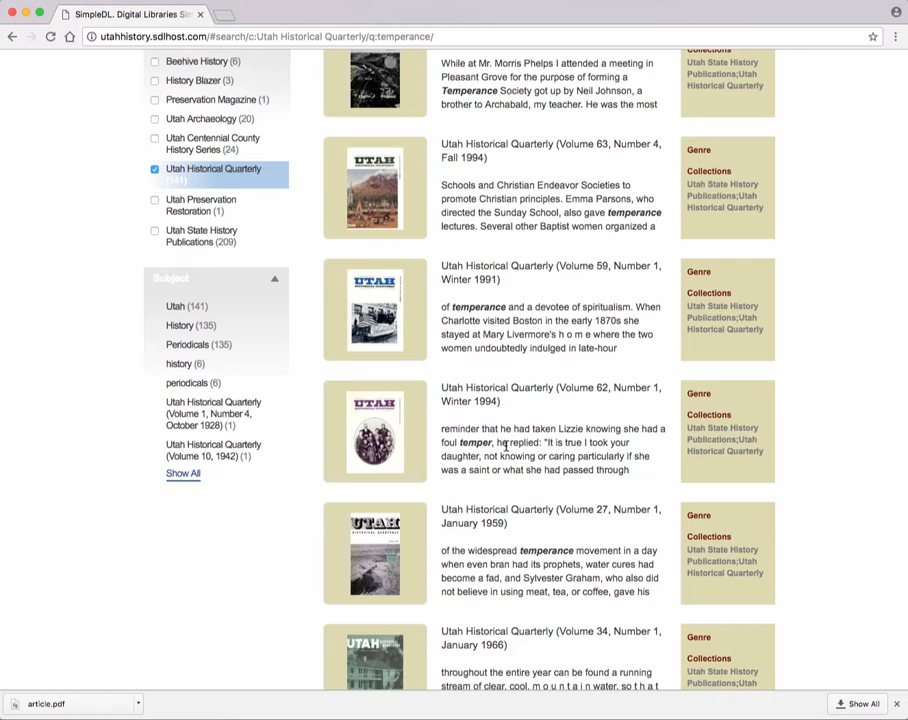 SimpleDL. Digital Libraries Sim
utahhistory.sdlhost.com/#search/c:Utah Historical Quarterly/q:temperance/
Beehive History (6)
History Blazer (3)
Preservation Magazine (1)
Utah Archaeology (20)
Utah Centennial County
History Series (24)
Utah Historical Quarterly
(141)
Utah Preservation
Restoration (1)
Utah State History
Publications (209)
Subject
Utah (141)
History (135)
Periodicals (135)
history (6)
periodicals (6)
Utah Historical Quarterly
(Volume 1, Number 4,
October 1928) (1)
Utah Historical Quarterly
(Volume 10, 1942) (1)
Show All
While at Mr. Morris Phelps I attended a meeting in
Pleasant Grove for the purpose of forming a
Temperance Society got up by Neil Johnson, a
brother to Archabald, my teacher. He was the most
Collections
Utah State History
Publications;Utah
Historical Quarterly
UTAH
Utah Historical Quarterly (Volume 63, Number 4,
Fall 1994)
Schools and Christian Endeavor Societies to
promote Christian principles. Emma Parsons, who
directed the Sunday School, also gave temperance
lectures. Several other Baptist women organized a
Genre
Collections
Utah State History
Publications;Utah
Historical Quarterly
UTAH
Utah Historical Quarterly (Volume 59, Number 1,
Winter 1991)
of temperance and a devotee of spiritualism. When
Charlotte visited Boston in the early 1870s she
stayed at Mary Livermore's h o m e where the two
women undoubtedly indulged in late-hour
Genre
Collections
Utah State History
Publications;Utah
Historical Quarterly
UTAH
Utah Historical Quarterly (Volume 62, Number 1,
Winter 1994)
reminder that he had taken Lizzie knowing she had a
foul temper, he replied: "It is true I took your
daughter, not knowing or caring particularly if she
was a saint or what she had passed through
Genre
Collections
Utah State History
Publications;Utah
Historical Quarterly
UTAH
HISTORICAL QUARTERLY
Utah Historical Quarterly (Volume 27, Number 1,
January 1959)
of the widespread temperance movement in a day
when even bran had its prophets, water cures had
become a fad, and Sylvester Graham, who also did
not believe in using meat, tea, or coffee, gave his
Genre
Collections
Utah State History
Publications;Utah
Historical Quarterly
UTAH
Utah Historical Quarterly (Volume 34, Number 1,
January 1966)
throughout the entire year can be found a running
stream of clear, cool, m o u n t a i n water, so t h a t
Genre
Collections
Utah State History
Publications;Utah
article.pdf
Show All